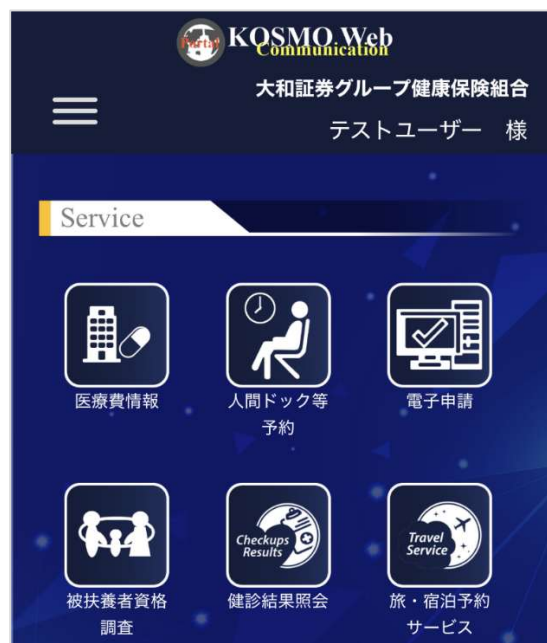 Portal
KOSMO Web
Communication
大和証券グループ健康保険組合
テストユーザー 様
Service
医療費情報
人間ドック等
予約
電子申請
Checkups
Results
Travel
Service
被扶養者資格
調査
健診結果照会
旅・宿泊予約
サービス